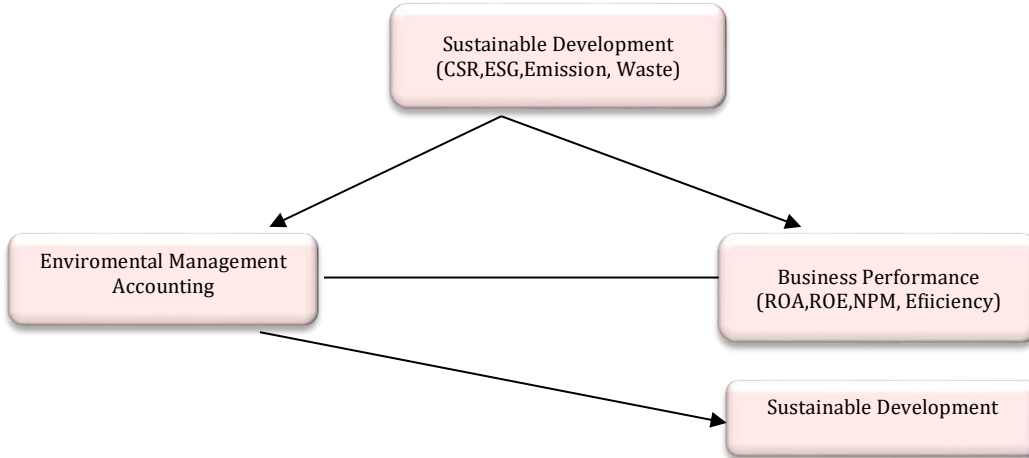 Sustainable Development
(CSR,ESG,Emission, Waste)
Enviromental Management
Accounting
Business Performance
(ROA,ROE,NPM, Efiiciency)
Sustainable Development